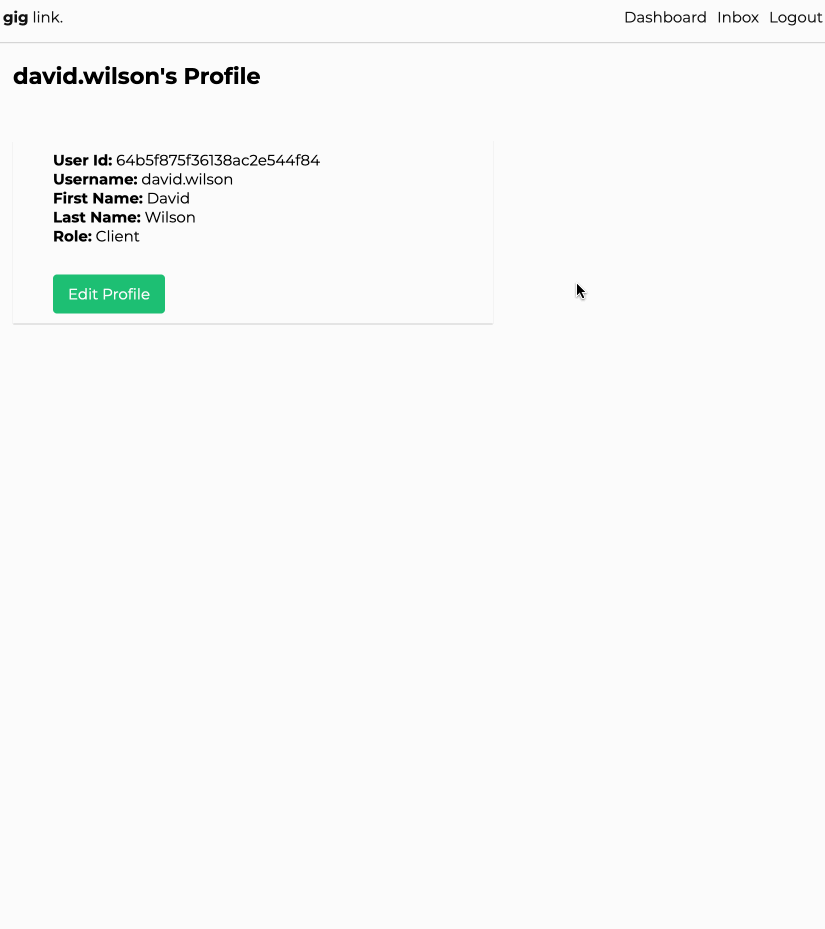 gig link.
Dashboard Inbox Logout
david.wilson's Profile
User Id: 64b5f875f36138ac2e544f84
Username: david.wilson
First Name: David
Last Name: Wilson
Role: Client
Edit Profile